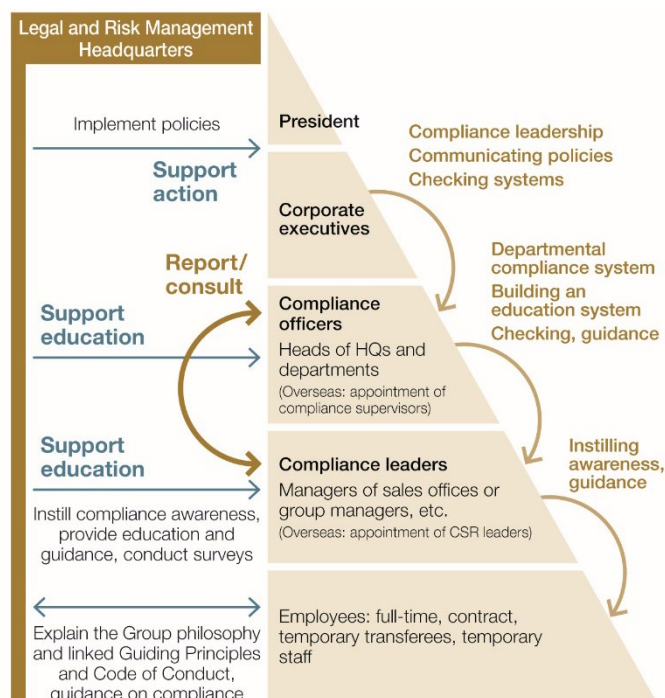 Legal and Risk Management
Headquarters
Implement policies
Support
action
President
Compliance leadership
Communicating policies
Checking systems
Corporate
executives
Report/
consult
Departmental
compliance system
Building an
education system
Checking, guidance
Support
education
Compliance
officers
Heads of HQs and
departments
(Overseas: appointment of
compliance supervisors)
Support
education
Instill compliance awareness,
provide education and
guidance, conduct surveys
Compliance leaders
Managers of sales offices or
group managers, etc.
(Overseas: appointment of CSR leaders)
Instilling
awareness,
guidance
Explain the Group philosophy
and linked Guiding Principles
and Code of Conduct,
guidance on compliance
Employees: full-time, contract,
temporary transferees, temporary
staff